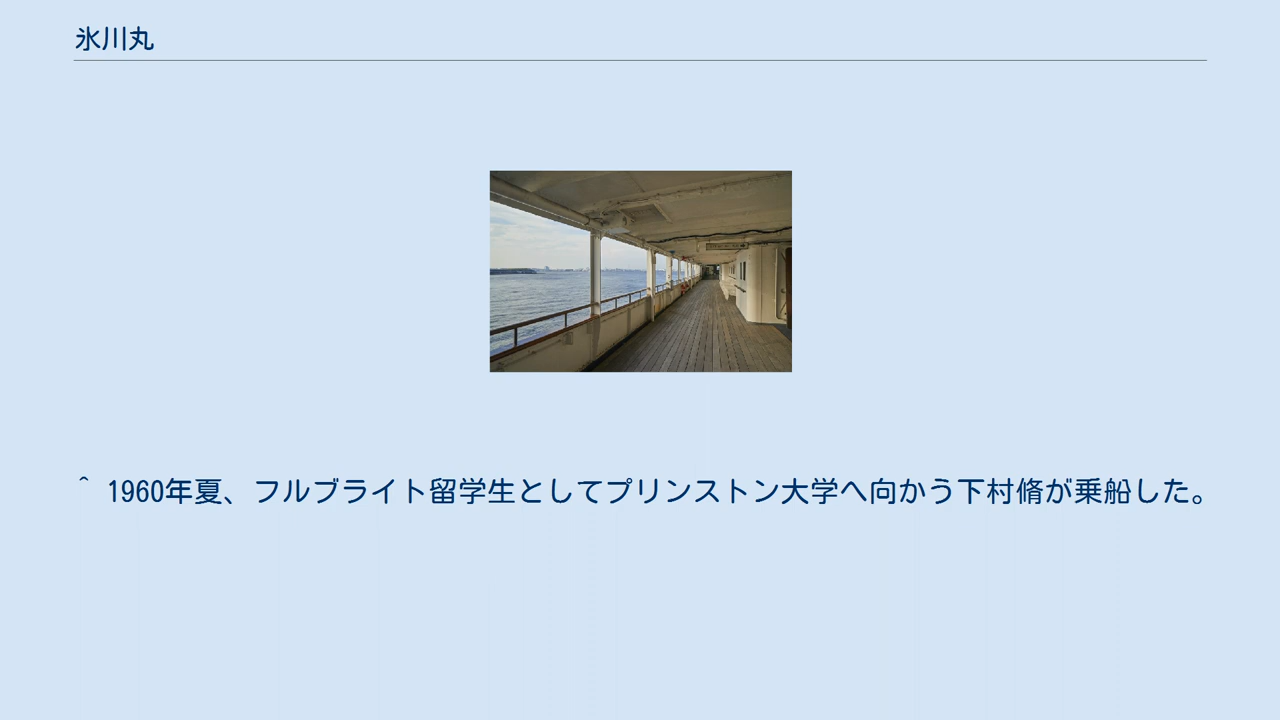 氷川丸
^ 1960年夏、フルブライト留学生としてプリンストン大学へ向かう下村脩が乗船した。